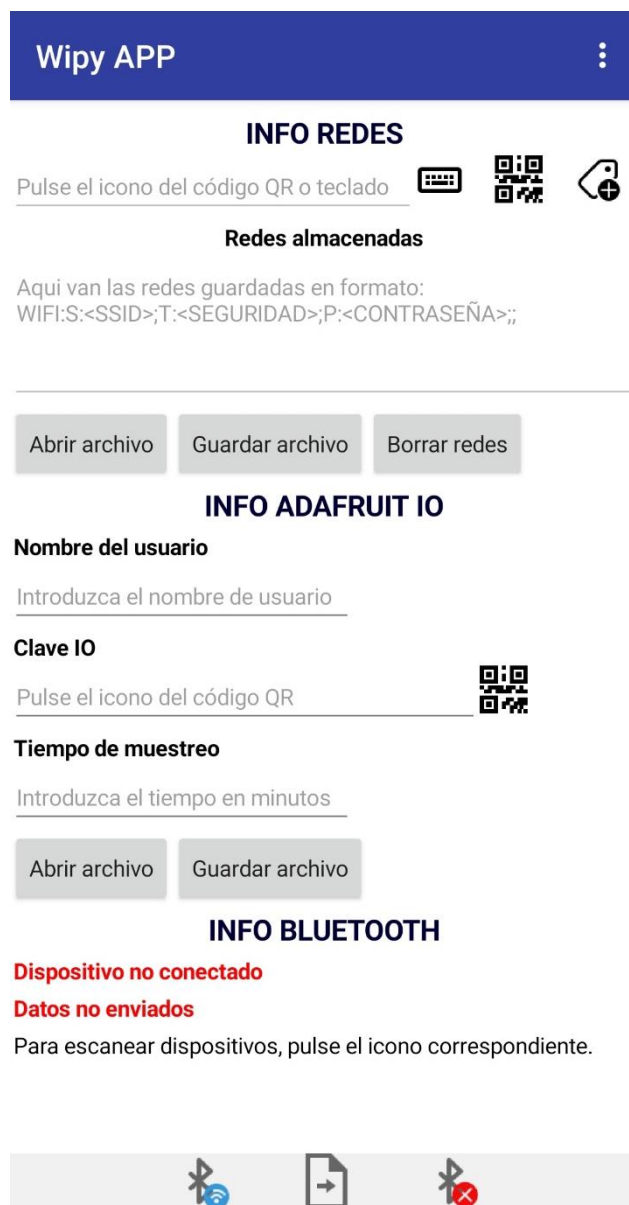 Wipy APP
INFO REDES
Pulse el icono del código QR o teclado
Redes almacenadas
Aqui van las redes guardadas en formato:
WIFI:S:<SSID>;T:<SEGURIDAD>;P:<CONTRASEÑA>;;
Abrir archivo Guardar archivo Borrar redes
INFO ADAFRUIT IO
Nombre del usuario
Introduzca el nombre de usuario
Clave IO
Pulse el icono del código QR
Tiempo de muestreo
Introduzca el tiempo en minutos
Abrir archivo Guardar archivo
INFO BLUETOOTH
Dispositivo no conectado
Datos no enviados
Para escanear dispositivos, pulse el icono correspondiente.